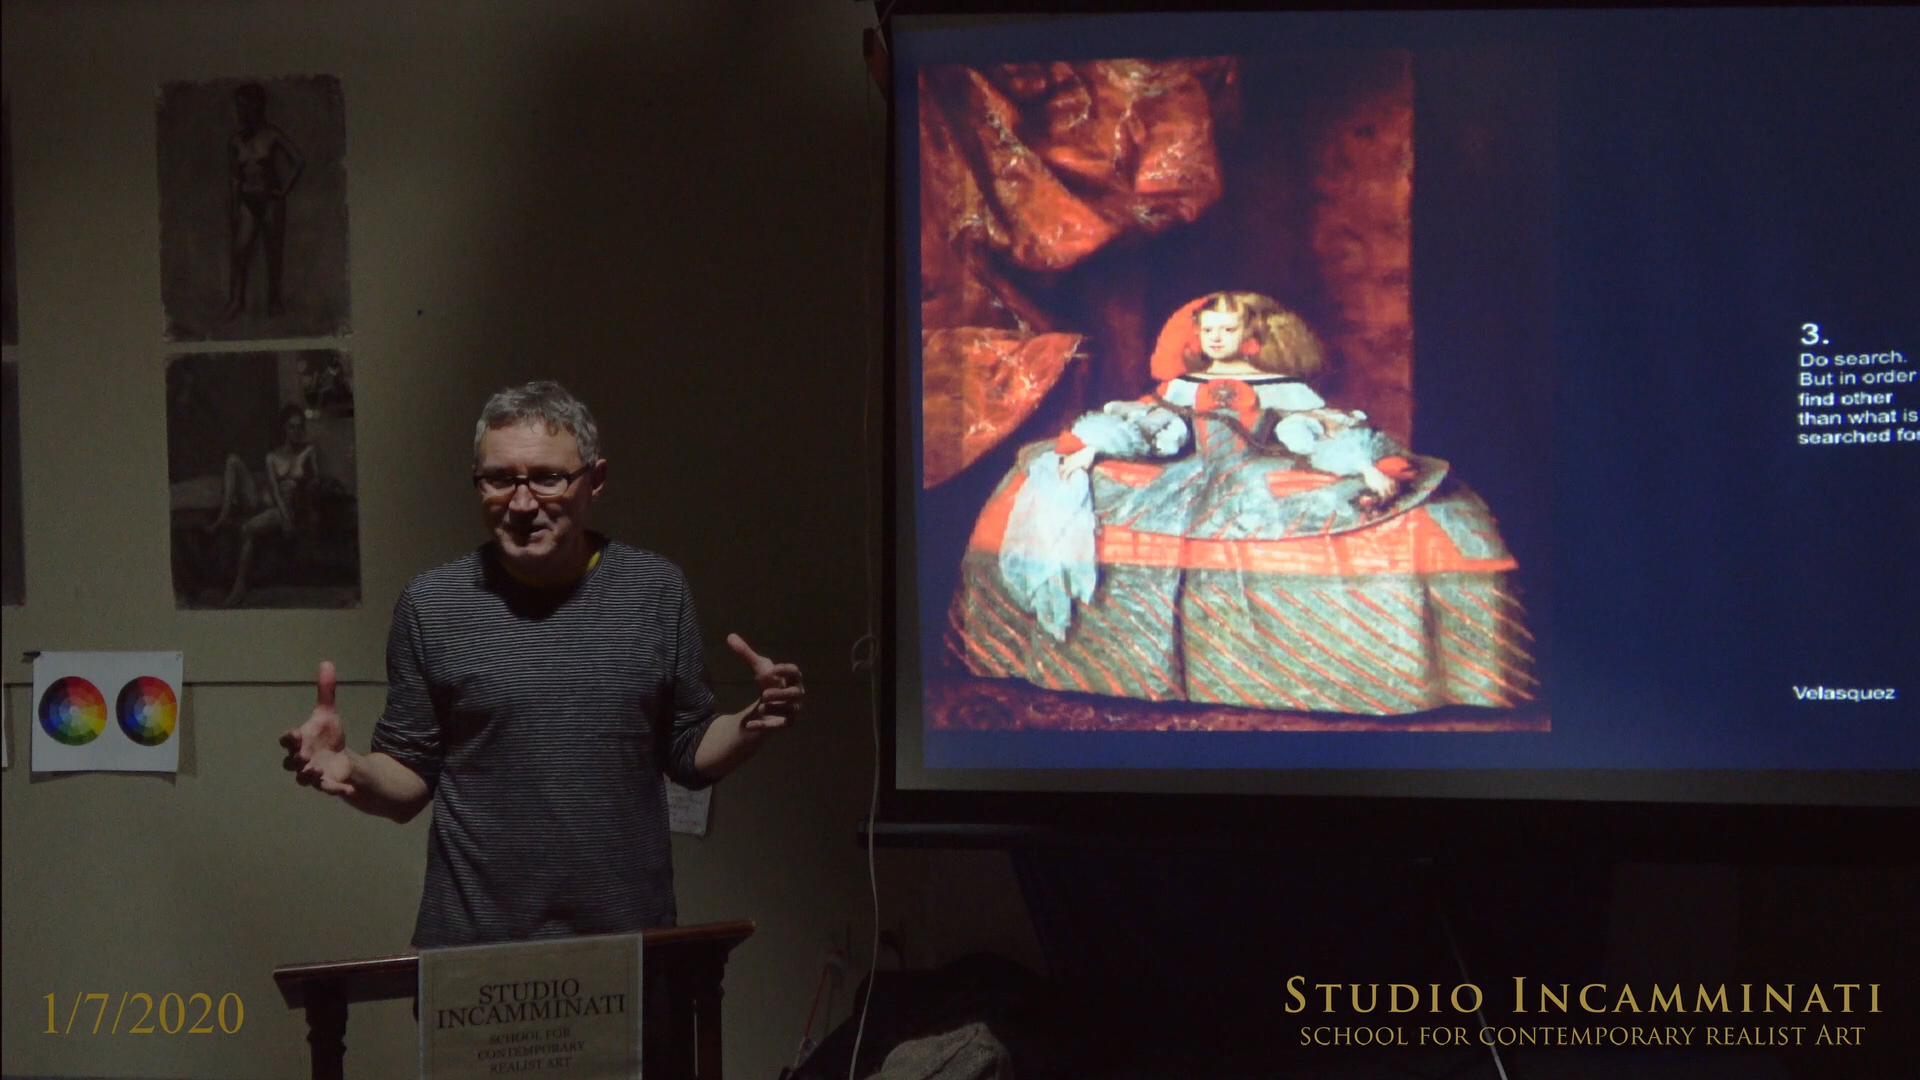 3.
Do search.
But in order
find other
than what is
searched for
Velasquez
STUDIO
INCAMMINATI
SCHOOL FOR
CONTEMPORARY
REALIST ART
1/7/2020
STUDIO INCAMMINATI
SCHOOL FOR CONTEMPORARY REALIST ART